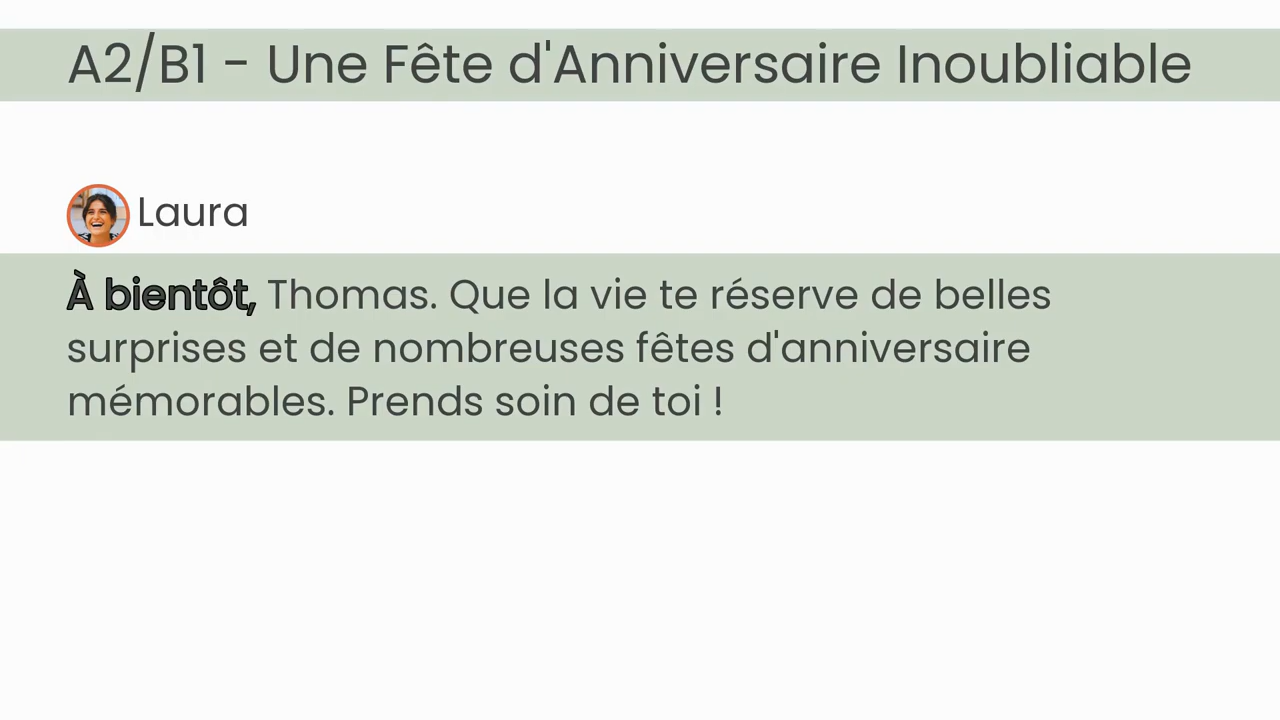 A2/B1 - Une Fête d'Anniversaire Inoubliable
Laura
À bientôt, Thomas. Que la vie te réserve de belles
surprises et de nombreuses fêtes d'anniversaire
mémorables. Prends soin de toi !